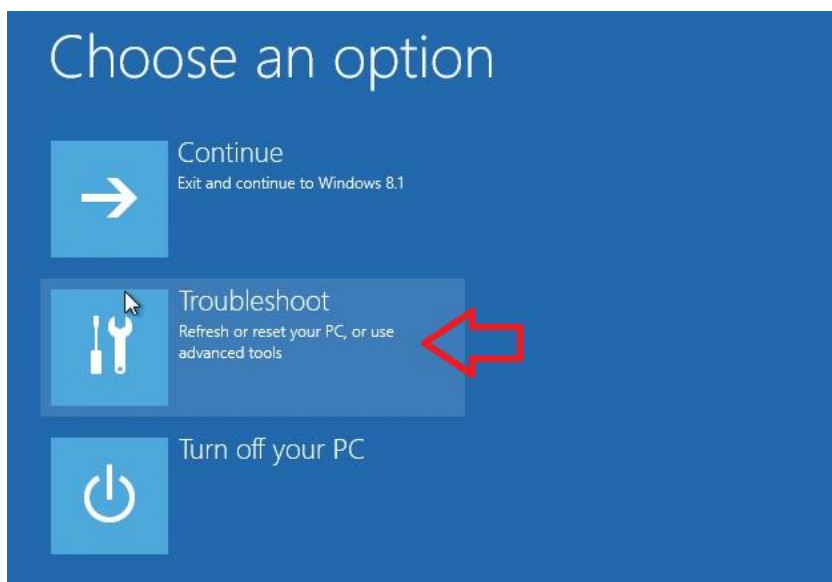 Choose an option
Continue
Exit and continue to Windows 8.1
Troubleshoot
Refresh or reset your PC, or use
advanced tools
Turn off your PC